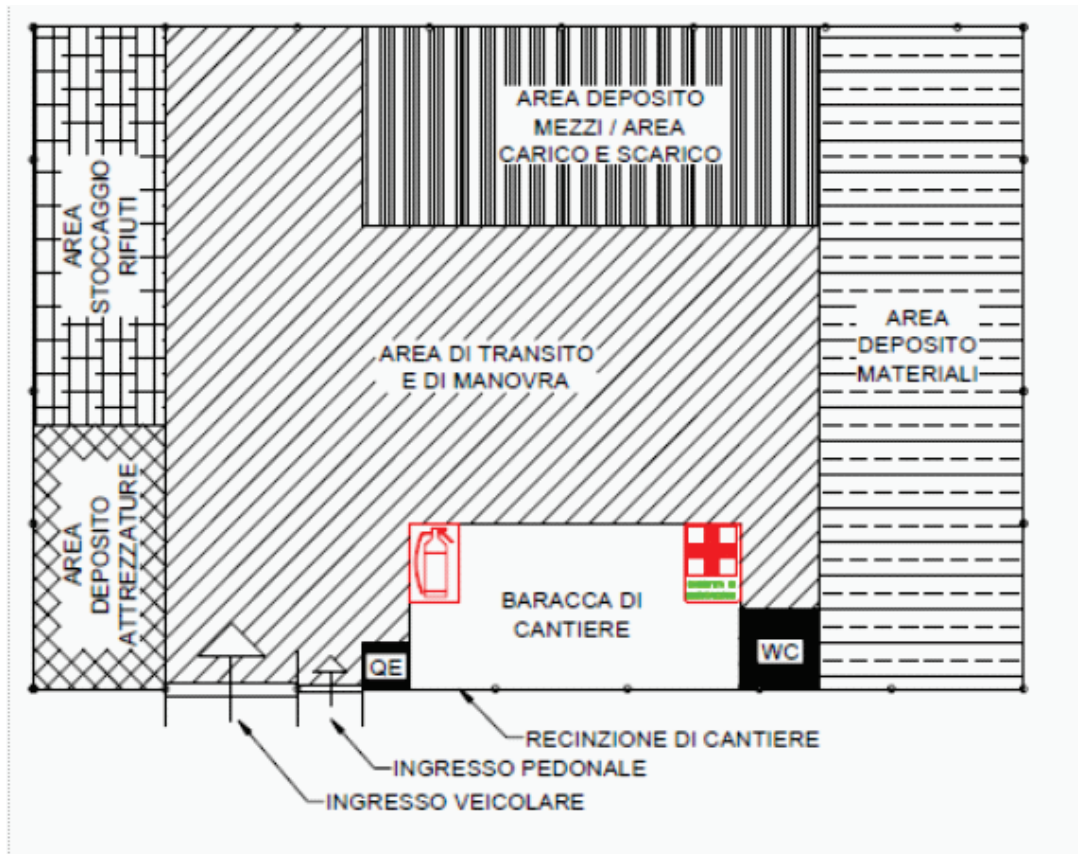 AREA DEPOSITO
MEZZI / AREA
CARICO E SCARICO
AREA
STOCCAGGIO
RIFIUTI
AREA DI TRANSITO
E DI MANOVRA
AREA
DEPOSITO
MATERIALI
AREA
DEPOSITO
ATTREZZATURE
BARACCA DI
CANTIERE
QE
WC
RECINZIONE DI CANTIERE
INGRESSO PEDONALE
INGRESSO VEICOLARE